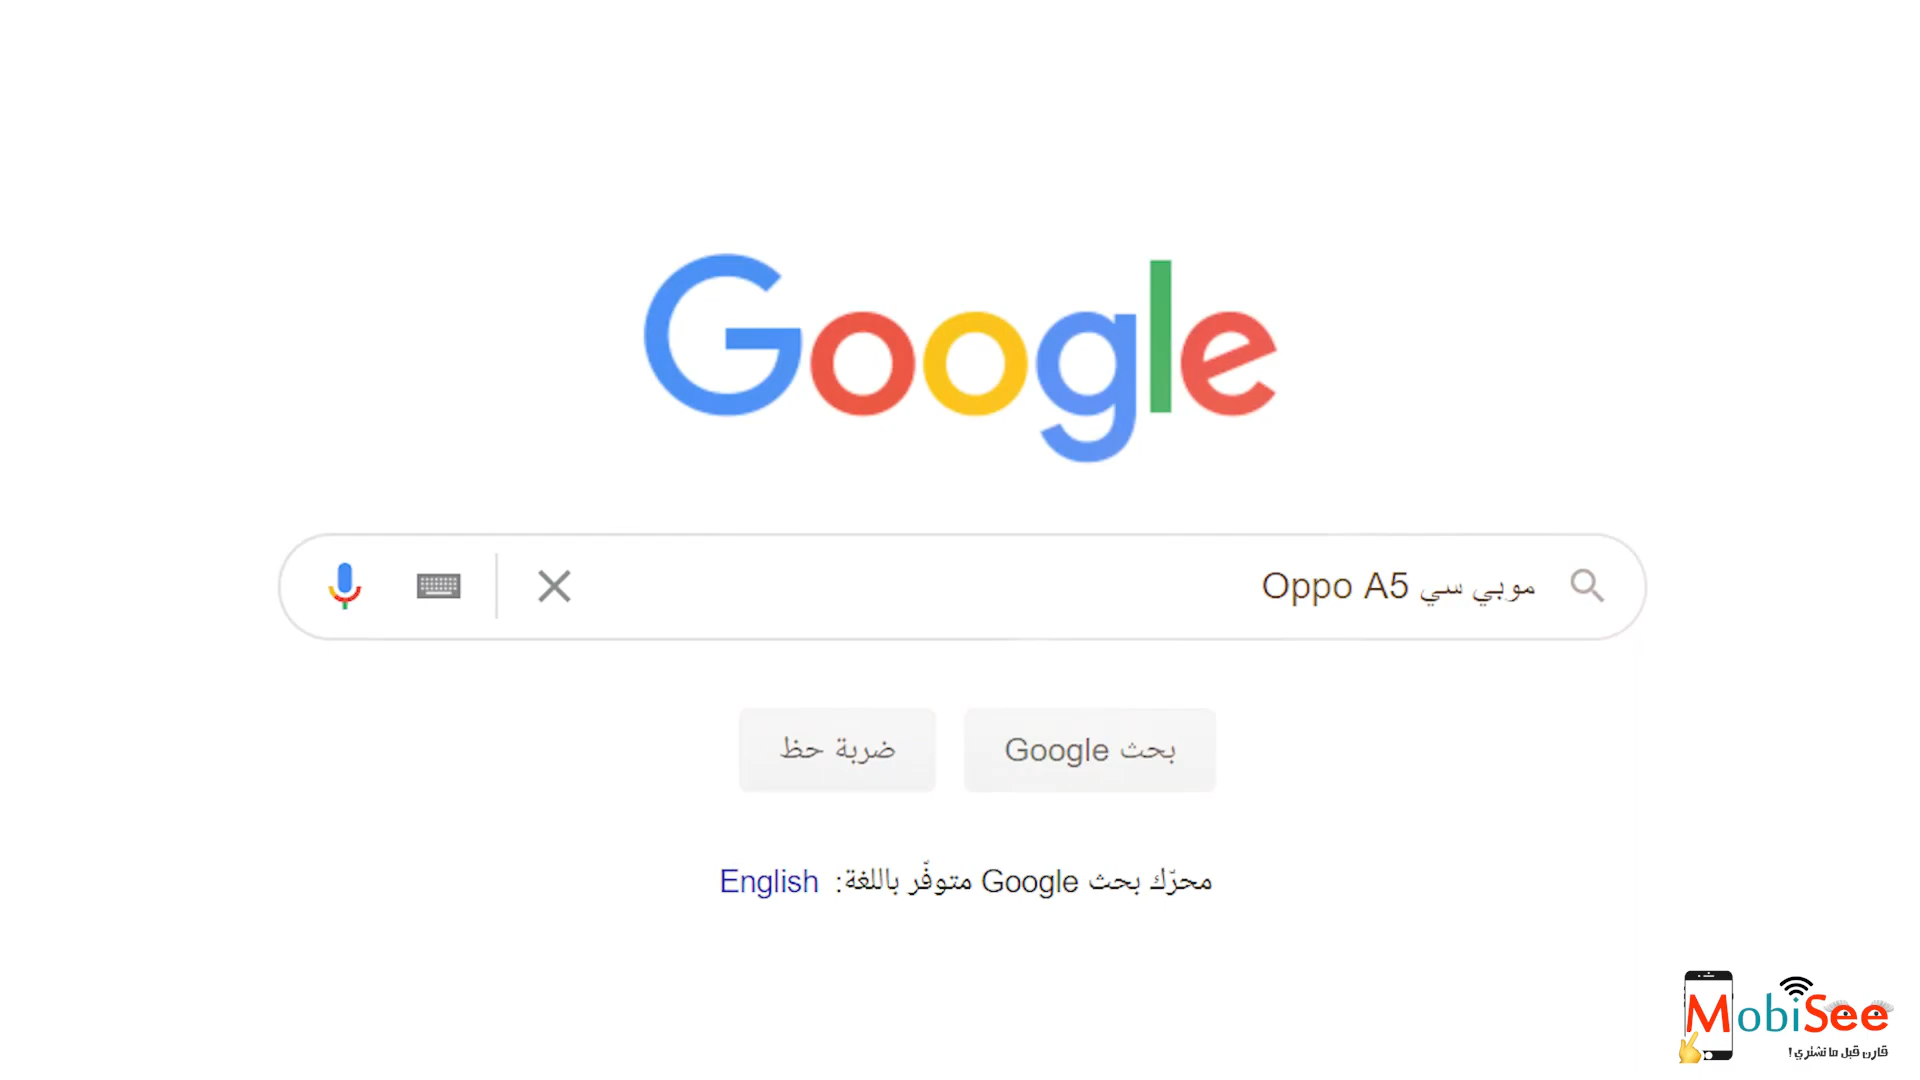 Google
موبي سي Oppo A5
بحث Google
ضربة حظ
محرّك بحث Google متوفّر باللغة: English
MobiSee
قارن قبل ما تشتري!